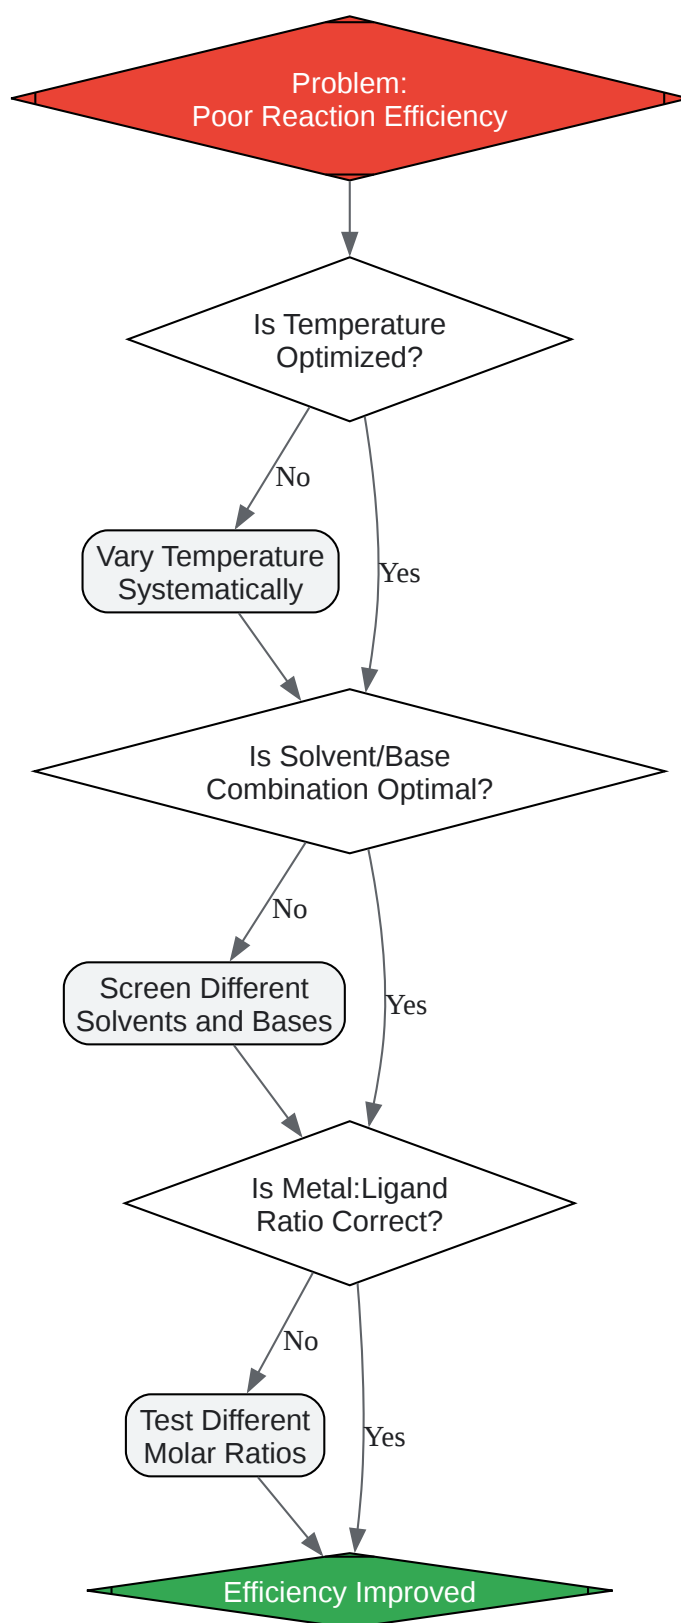 Problem:
Poor Reaction Efficiency
Is Temperature
Optimized?
No
Vary Temperature
Systematically
Yes
Is Solvent/Base
Combination Optimal?
No
Screen Different
Solvents and Bases
Yes
Is Metal:Ligand
Ratio Correct?
No
Test Different
Molar Ratios
Yes
Efficiency Improved